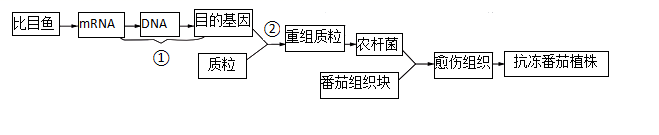 比目鱼
mRNA
DNA
目的基因
①
②
质粒
重组质粒
农杆菌
番茄组织块
愈伤组织
抗冻番茄植株